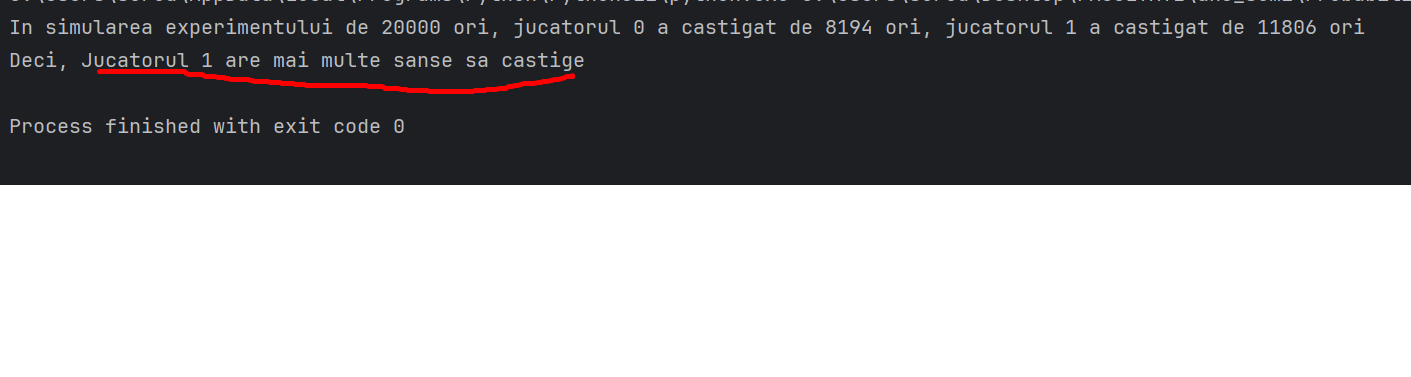 In simularea experimentului de 20000 ori, jucatorul 0 a castigat de 8194 ori, jucatorul 1 a castigat de 11806 ori
Deci, Jucatorul 1 are mai multe sanse sa castige
Process finished with exit code 0